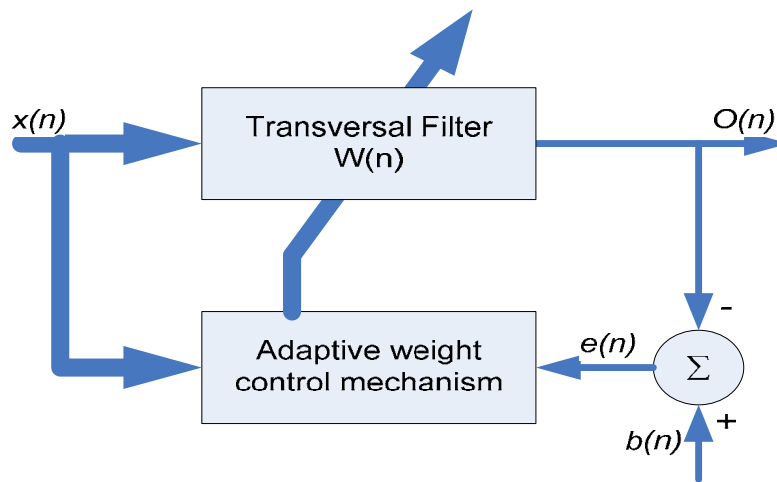 x(n)
Transversal Filter
W(n)
O(n)
-
Adaptive weight
control mechanism
e(n)
Σ
+
b(n)